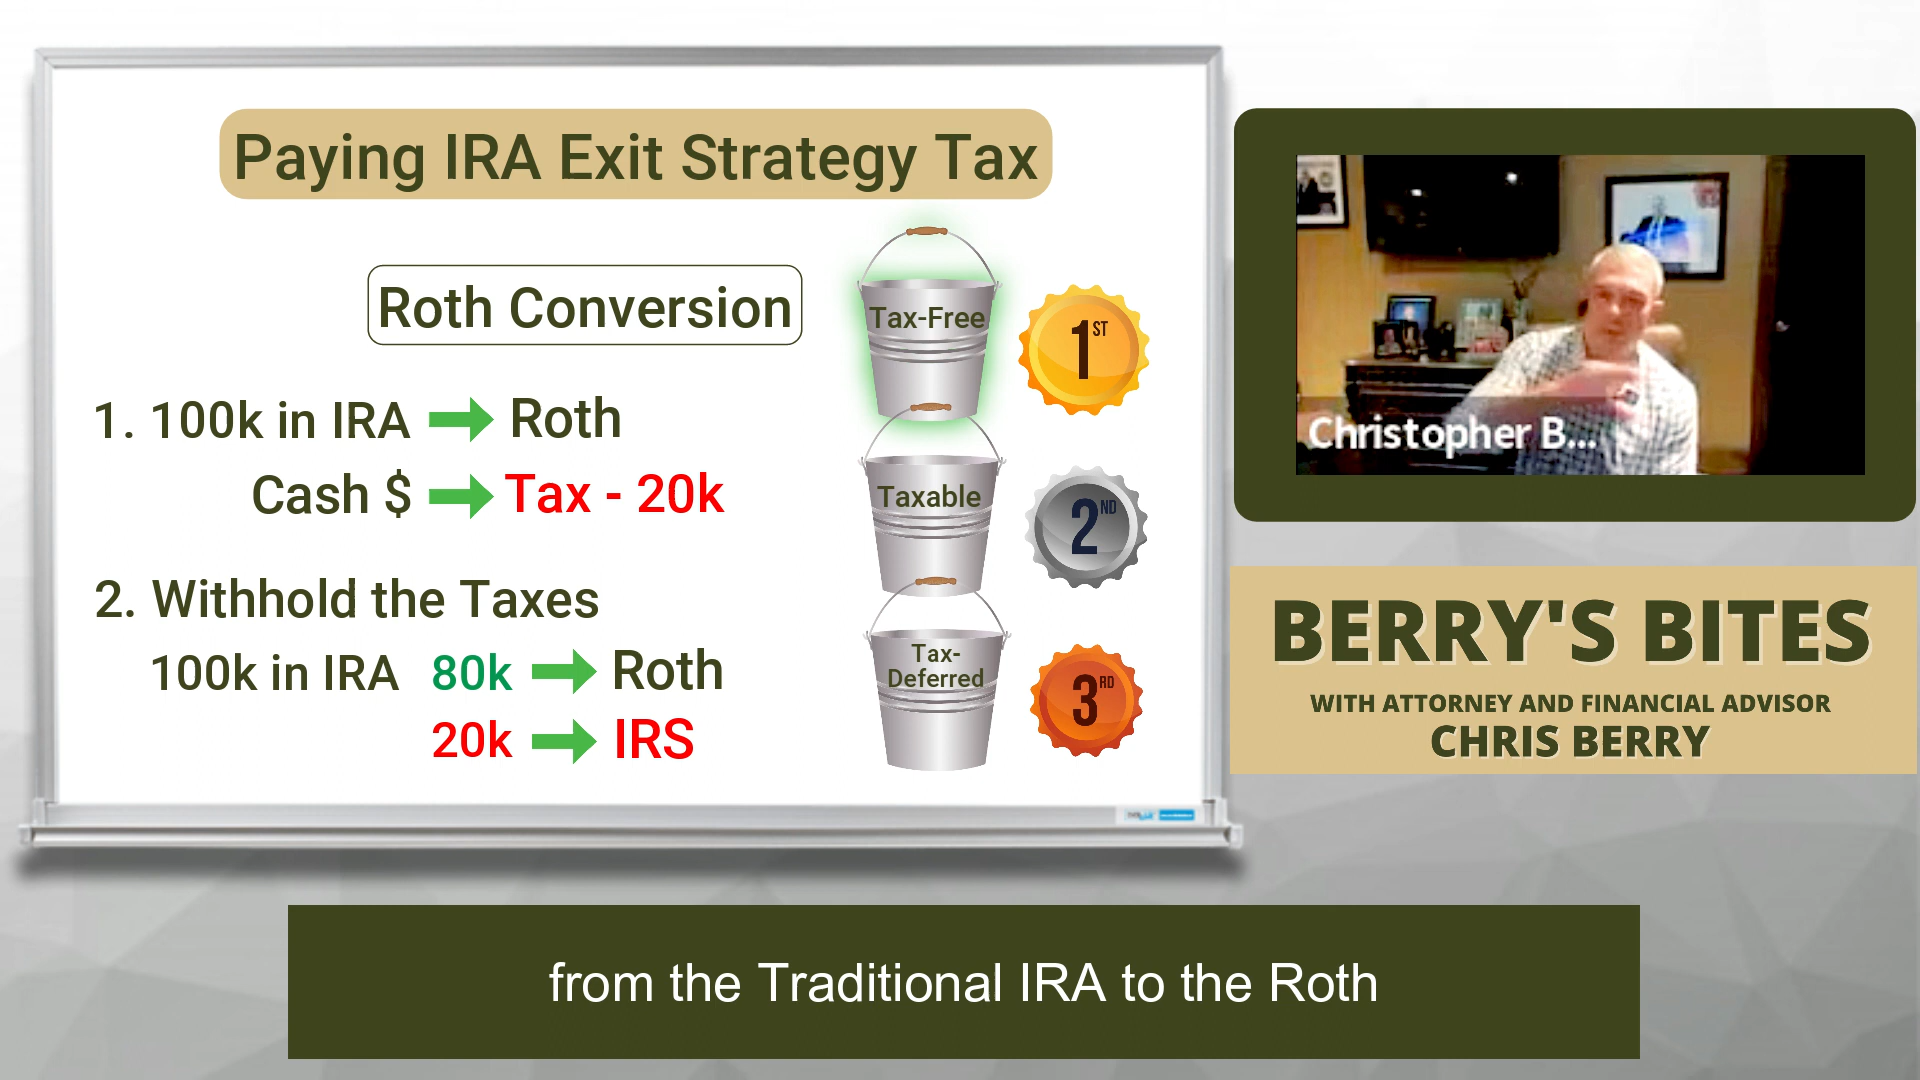 Paying IRA Exit Strategy Tax
Roth Conversion
1. 100k in IRA Roth
Cash $ Tax - 20k
2. Withhold the Taxes
100k in IRA 80k Roth
20k IRS
Tax-Free
1ST
Taxable
2ND
Tax-
Deferred
3RD
Christopher B...
BERRY'S BITES
WITH ATTORNEY AND FINANCIAL ADVISOR
CHRIS BERRY
from the Traditional IRA to the Roth